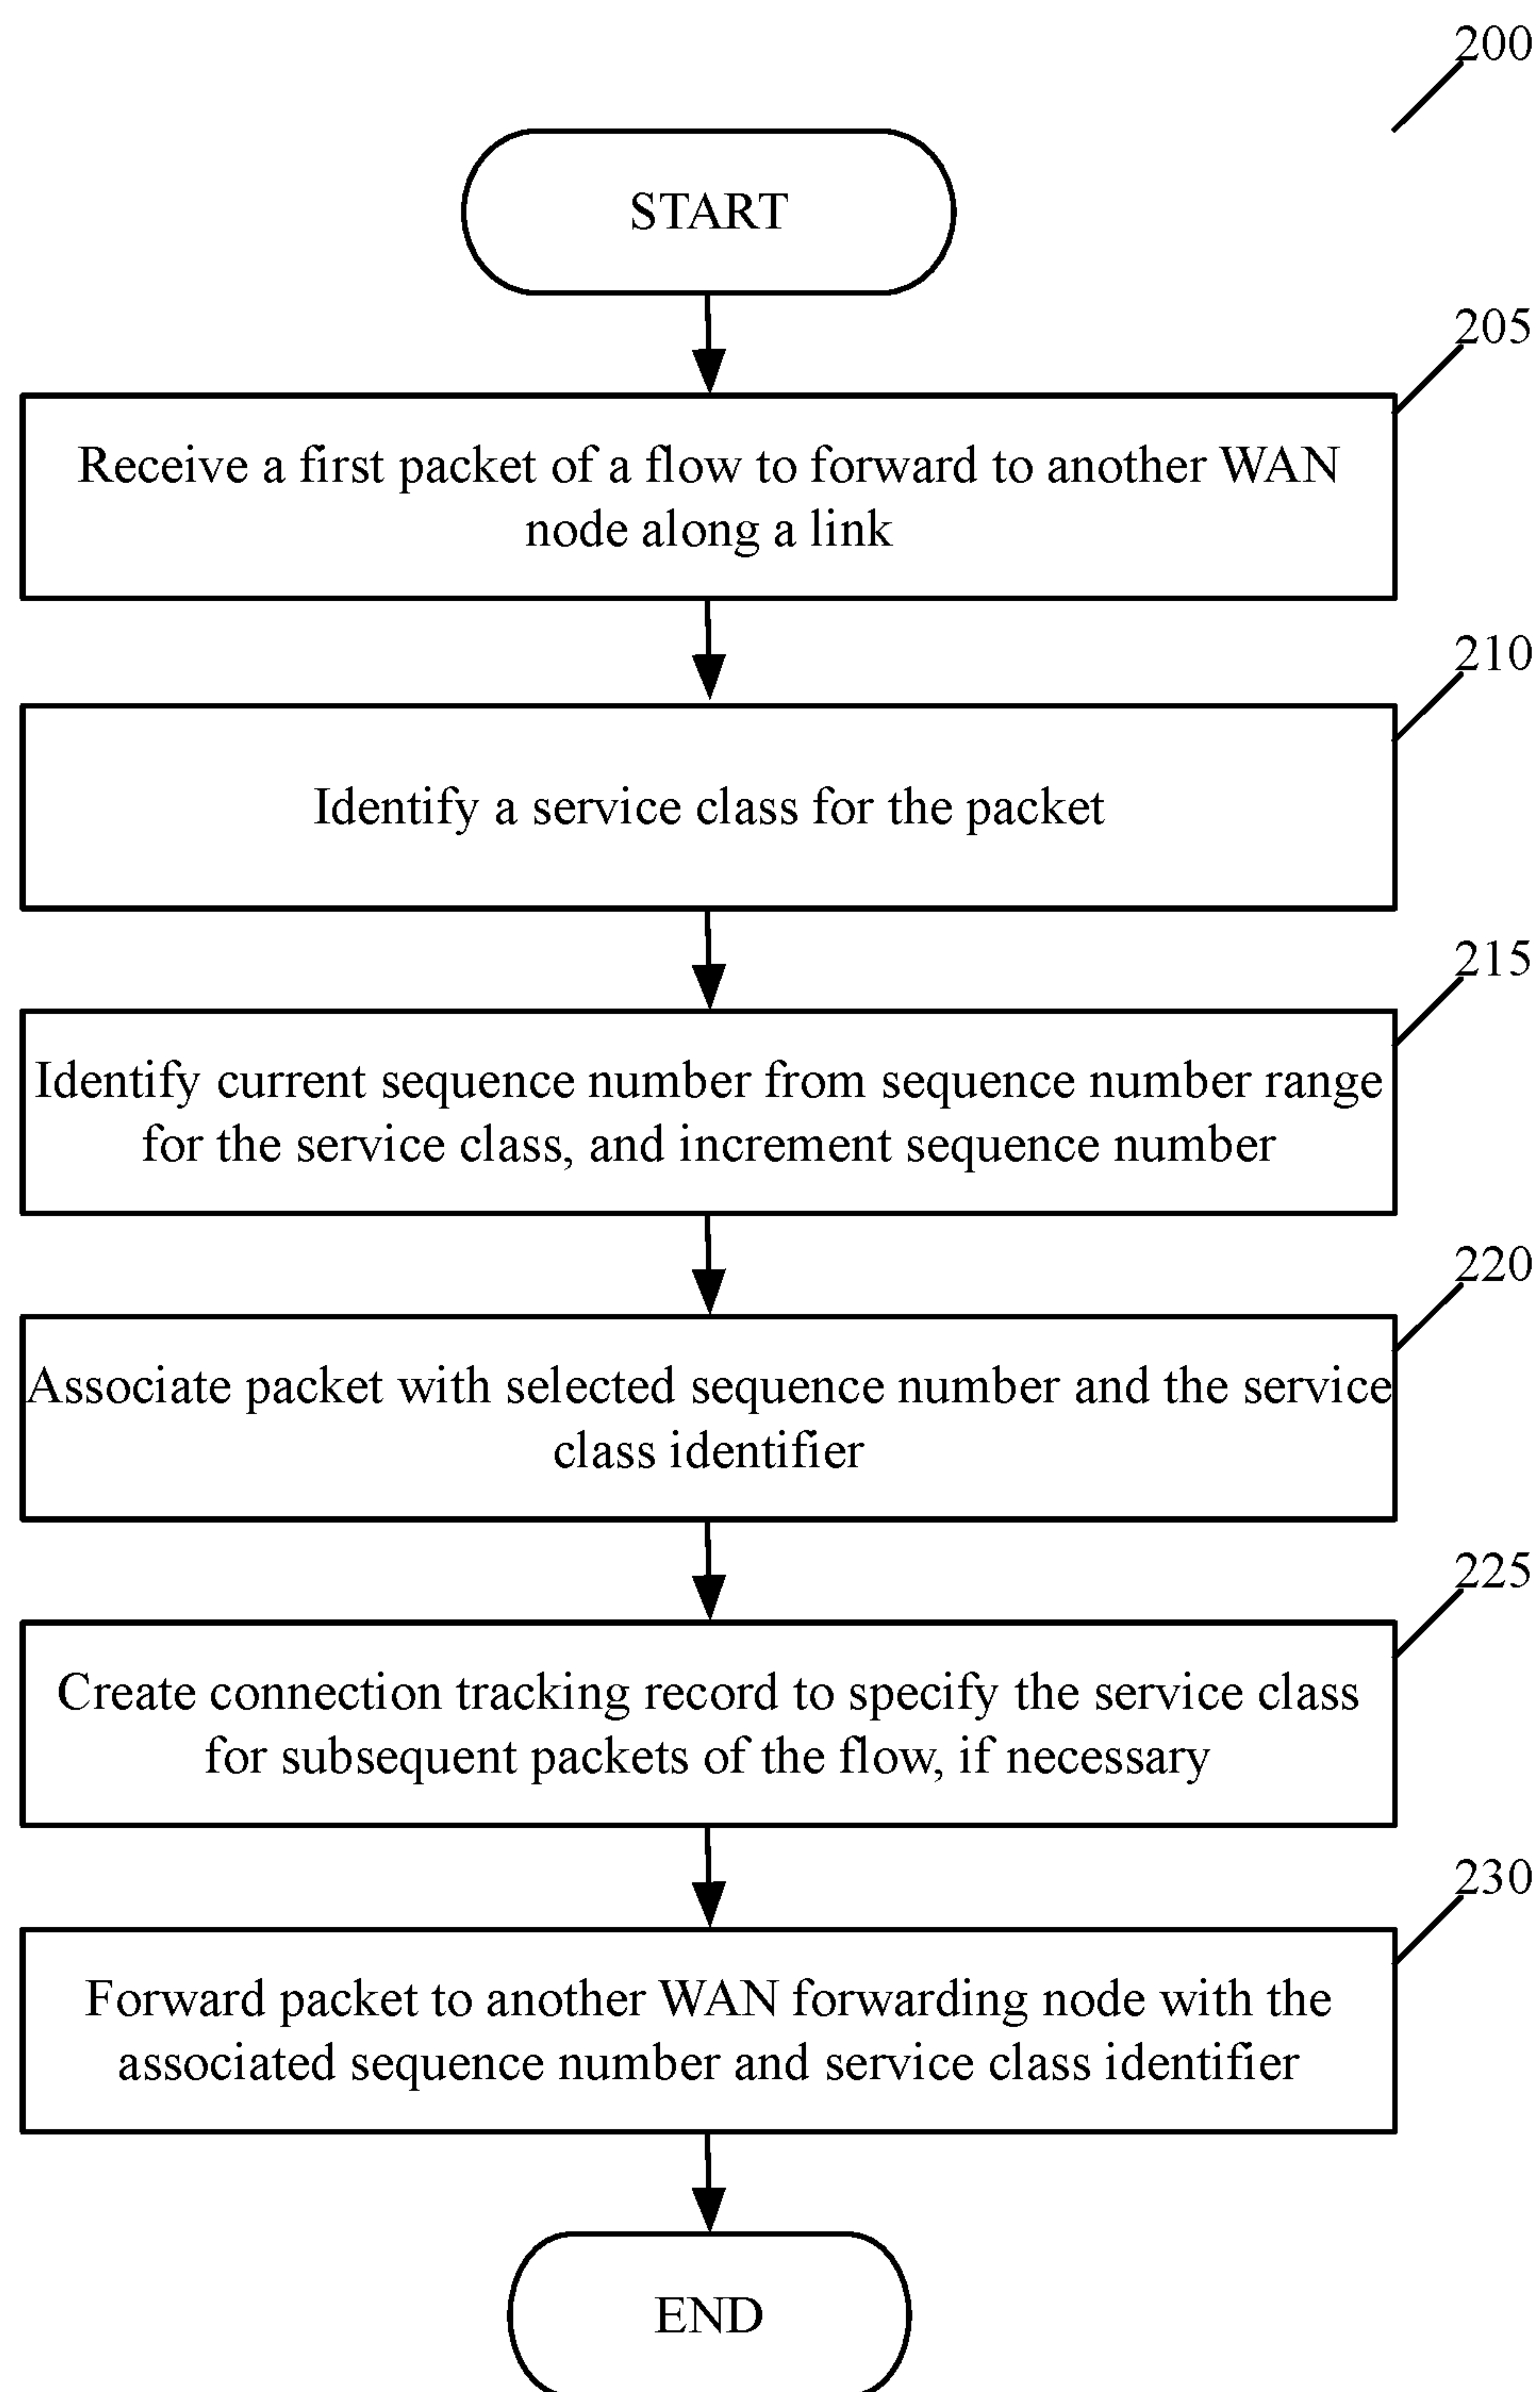 200
START
205
Receive a first packet of a flow to forward to another WAN
node along a link
210
Identify a service class for the packet
215
Identify current sequence number from sequence number range
for the service class, and increment sequence number
220
Associate packet with selected sequence number and the service
class identifier
225
Create connection tracking record to specify the service class
for subsequent packets of the flow, if necessary
230
Forward packet to another WAN forwarding node with the
associated sequence number and service class identifier
END